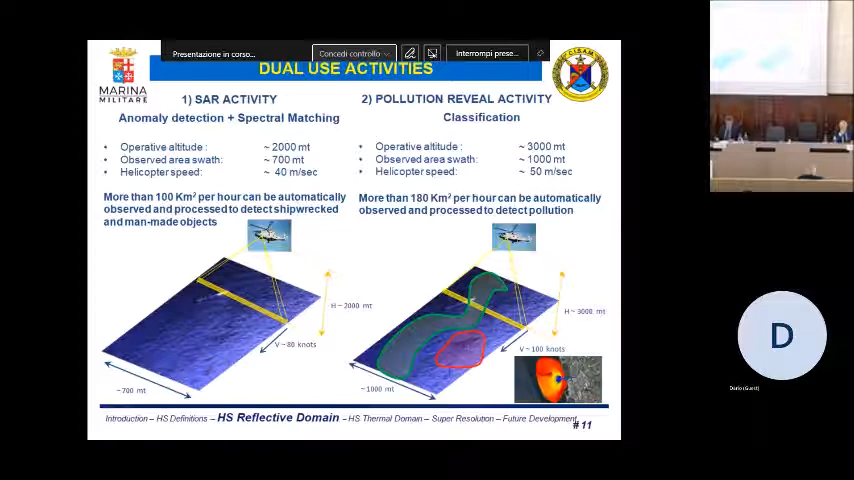 Presentazione in corso...
Concedi controllo
Interrompi prese...
DUAL USE ACTIVITIES
MARINA
MILITARE
C.I.S.A.M.
1) SAR ACTIVITY
Anomaly detection + Spectral Matching
• Operative altitude : ~ 2000 mt
• Observed area swath: ~ 700 mt
• Helicopter speed: ~ 40 m/sec
More than 100 Km² per hour can be automatically
observed and processed to detect shipwrecked
and man-made objects
H ~ 2000 mt
V ~ 80 knots
~700 mt
2) POLLUTION REVEAL ACTIVITY
Classification
• Operative altitude: ~ 3000 mt
• Observed area swath: ~ 1000 mt
• Helicopter speed: ~ 50 m/sec
More than 180 Km² per hour can be automatically
observed and processed to detect pollution
H ~ 3000 mt
V ~ 100 knots
~1000 mt
Introduction – HS Definitions – HS Reflective Domain – HS Thermal Domain – Super Resolution – Future Development
# 11
D
Dario (Guest)